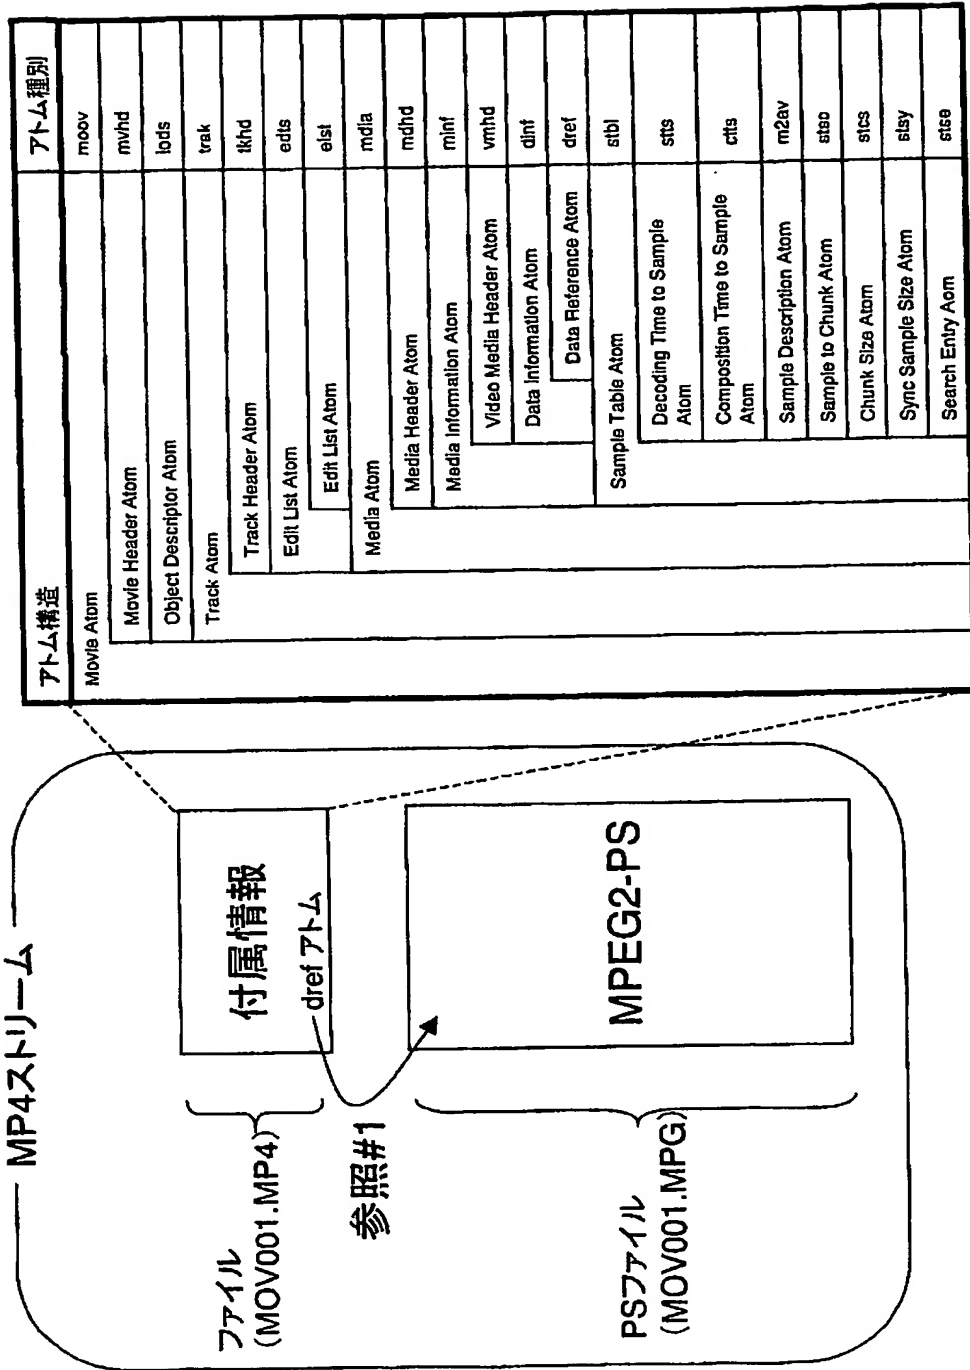 MP4ストリーム
ファイル
(MOV001.MP4)
付属情報
dref アトム
参照#1
PSファイル
(MOV001.MPG)
MPEG2-PS
アトム構造 アトム種別
Movie Atom moov
Movie Header Atom mvhd
Object Descriptor Atom iods
Track Atom trak
Track Header Atom tkhd
Edit List Atom edts
Edit List Atom elst
Media Atom mdia
Media Header Atom mdhd
Media Information Atom minf
Video Media Header Atom vmhd
Data Information Atom dinf
Data Reference Atom dref
Sample Table Atom stbl
Decoding Time to Sample
Atom stts
Composition Time to Sample
Atom ctts
Sample Description Atom m2av
Sample to Chunk Atom stsc
Chunk Size Atom stcs
Sync Sample Size Atom stsy
Search Entry Aom stse